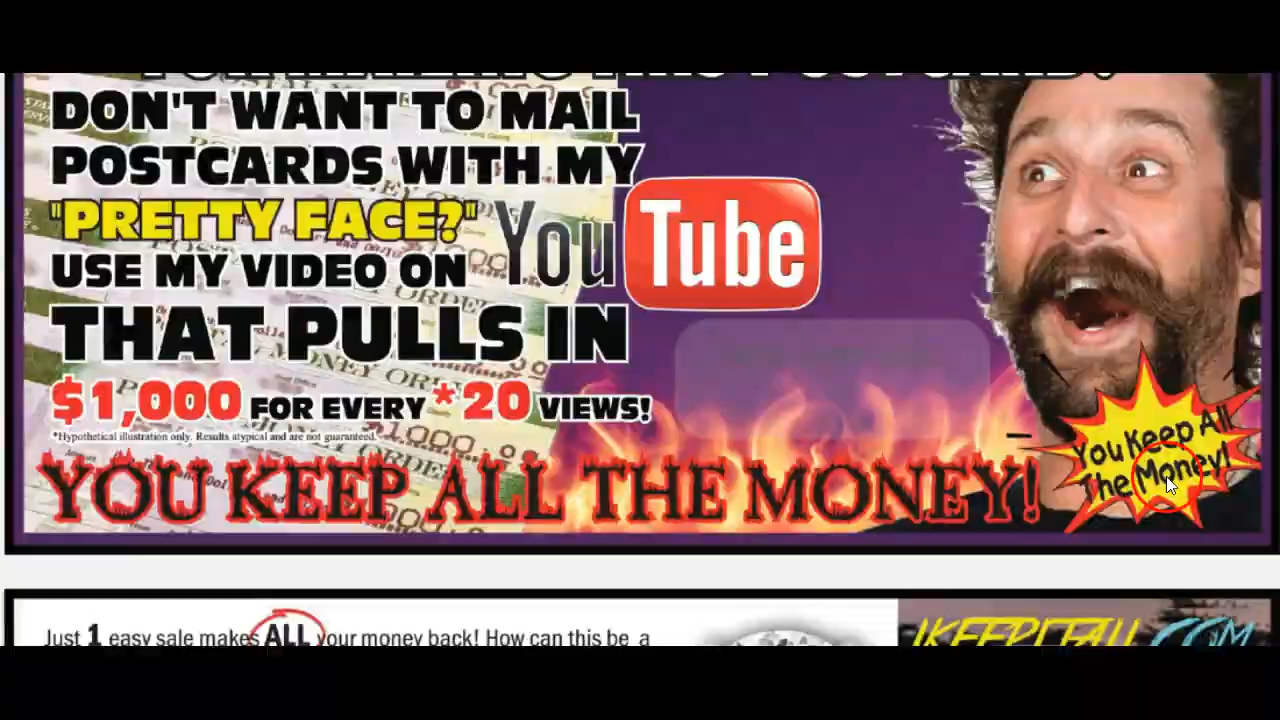 DON'T WANT TO MAIL
POSTCARDS WITH MY
"PRETTY FACE?"
USE MY VIDEO ON
YouTube
THAT PULLS IN
$1,000 FOR EVERY *20 VIEWS!
*Hypothetical illustration only. Results atypical and are not guaranteed.
YOU KEEP ALL THE MONEY!
You Keep All
The Money!
Just 1 easy sale makes ALL your money back! How can this be a
IKEEPITALL.COM